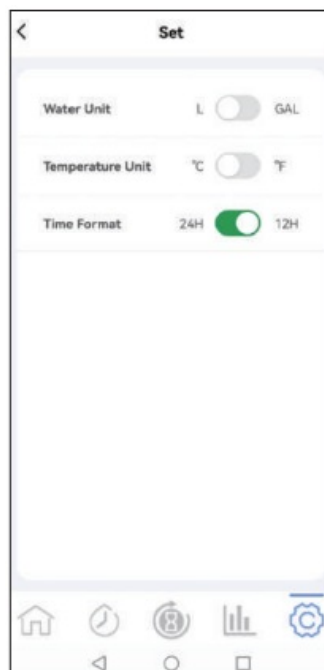 Set
Water Unit L GAL
Temperature Unit ℃ ℉
Time Format 24H 12H